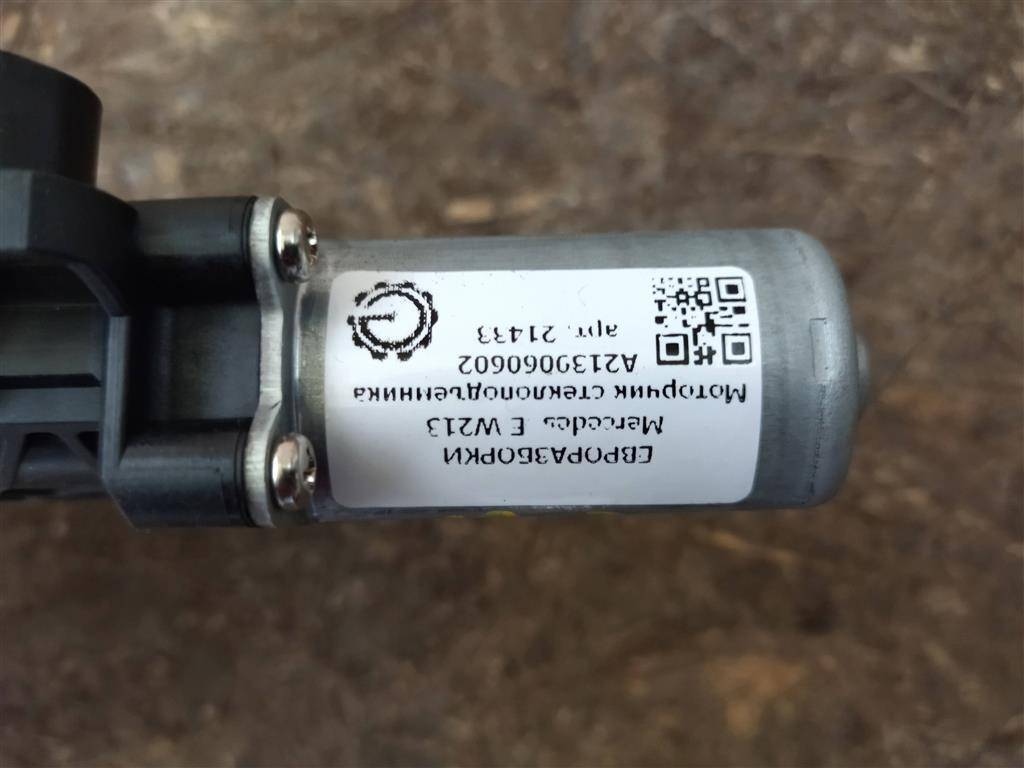 ЕВРОРАЗБОРКИ
Mercedes E W213
Моторчик стеклоподъемника
A2139060602
арт. 21433